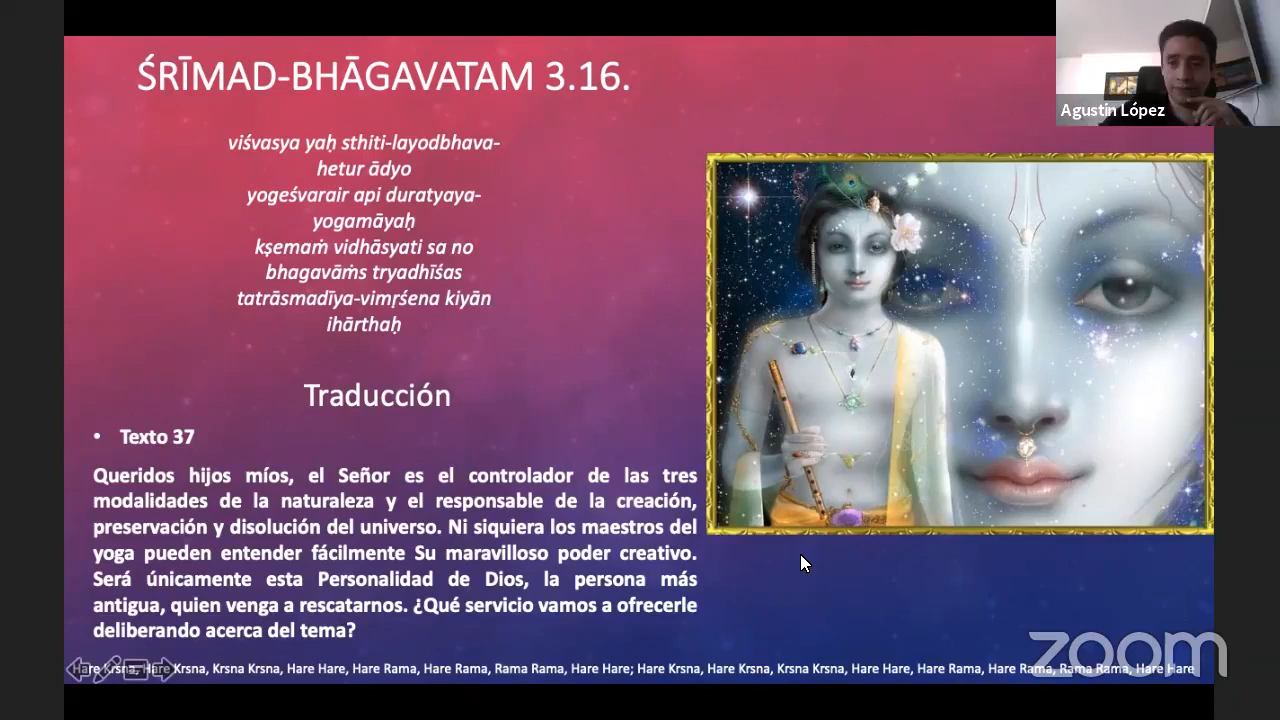 ŚRĪMAD-BHĀGAVATAM 3.16.
Agustín López
viśvasya yaḥ sthiti-layodbhava-
hetur ādyo
yogeśvarair api duratyaya-
yogamāyaḥ
kṣemaṁ vidhāsyati sa no
bhagavāṁs tryadhīśas
tatrāsmadīya-vimṛśena kiyān
ihārthaḥ
Traducción
• Texto 37
Queridos hijos míos, el Señor es el controlador de las tres
modalidades de la naturaleza y el responsable de la creación,
preservación y disolución del universo. Ni siquiera los maestros del
yoga pueden entender fácilmente Su maravilloso poder creativo.
Será únicamente esta Personalidad de Dios, la persona más
antigua, quien venga a rescatarnos. ¿Qué servicio vamos a ofrecerle
deliberando acerca del tema?
Hare Krsna, Hare Krsna, Krsna Krsna, Hare Hare, Hare Rama, Hare Rama, Rama Rama, Hare Hare; Hare Krsna, Hare Krsna, Krsna Krsna, Hare Hare, Hare Rama, Hare Rama, Rama Rama, Hare Hare
zoom